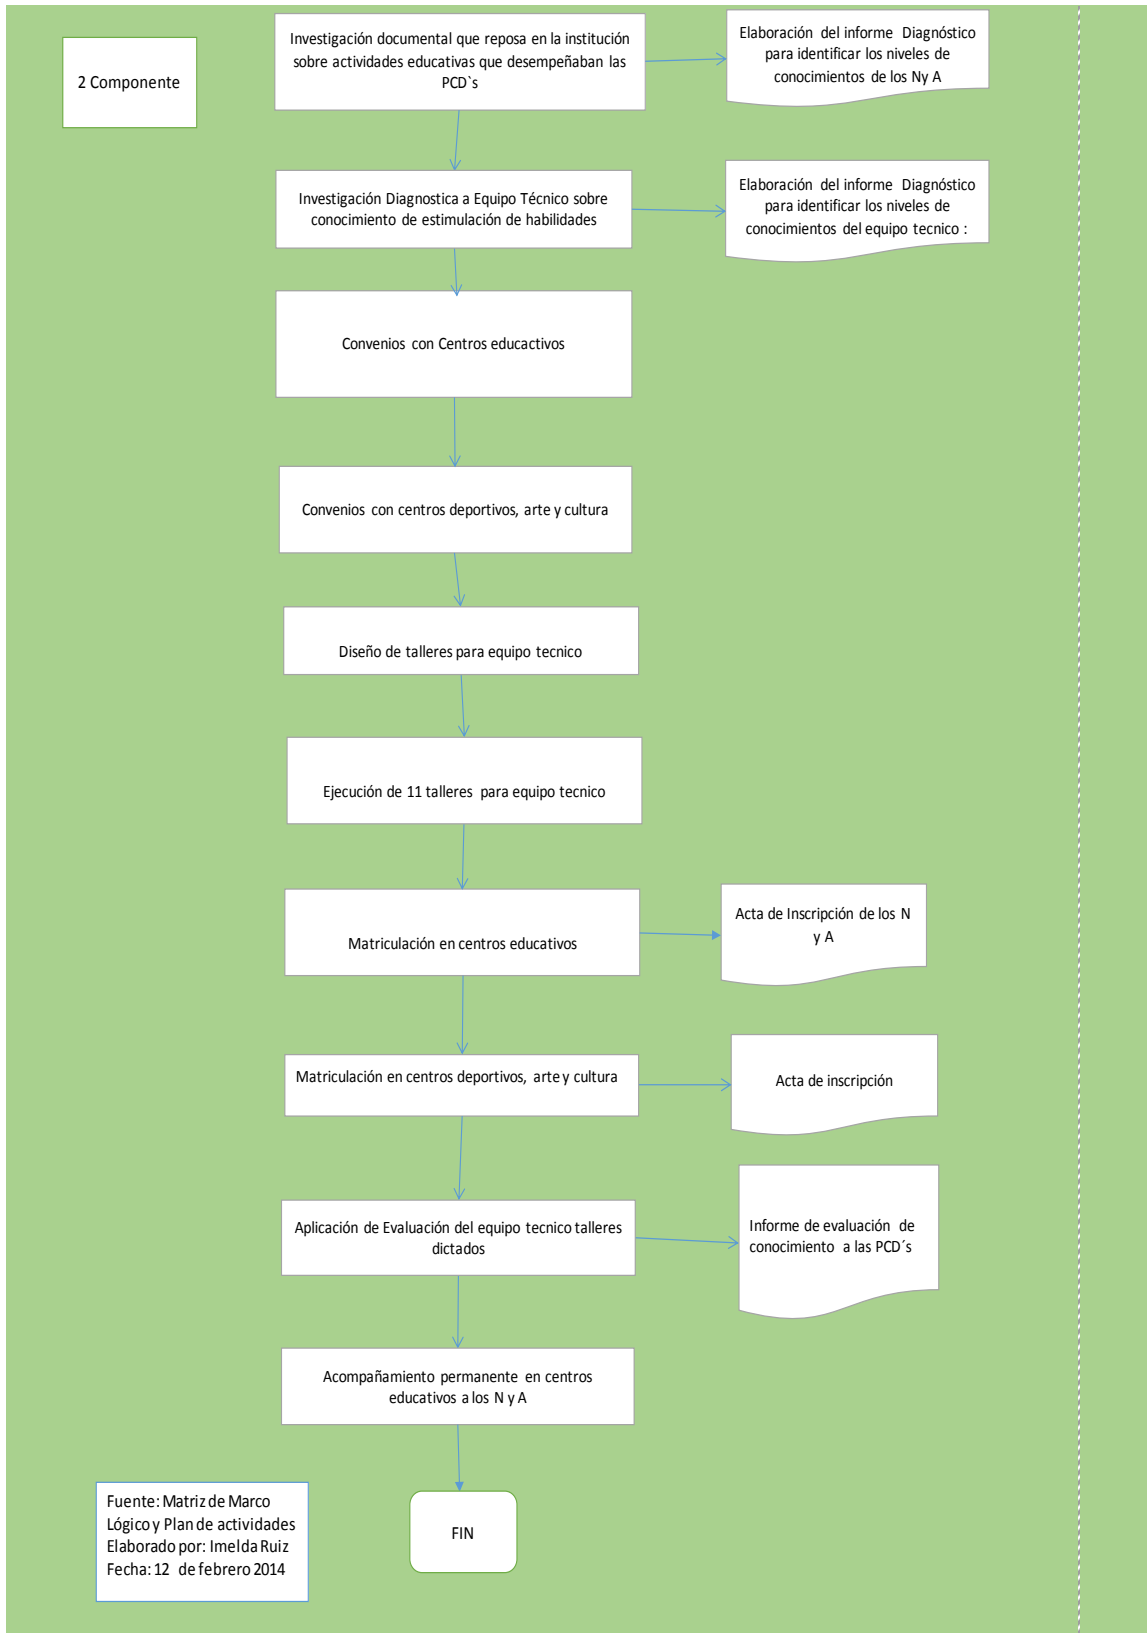 2 Componente
Investigación documental que reposa en la institución
sobre actividades educativas que desempeñaban las
PCD`s
Elaboración del informe Diagnóstico
para identificar los niveles de
conocimientos de los Ny A
Investigación Diagnostica a Equipo Técnico sobre
conocimiento de estimulación de habilidades
Elaboración del informe Diagnóstico
para identificar los niveles de
conocimientos del equipo tecnico :
Convenios con Centros educactivos
Convenios con centros deportivos, arte y cultura
Diseño de talleres para equipo tecnico
Ejecución de 11 talleres para equipo tecnico
Matriculación en centros educativos
Acta de Inscripción de los N
y A
Matriculación en centros deportivos, arte y cultura
Acta de inscripción
Aplicación de Evaluación del equipo tecnico talleres
dictados
Informe de evaluación de
conocimiento a las PCD´s
Acompañamiento permanente en centros
educativos a los N y A
Fuente: Matriz de Marco
Lógico y Plan de actividades
Elaborado por: Imelda Ruiz
Fecha: 12 de febrero 2014
FIN